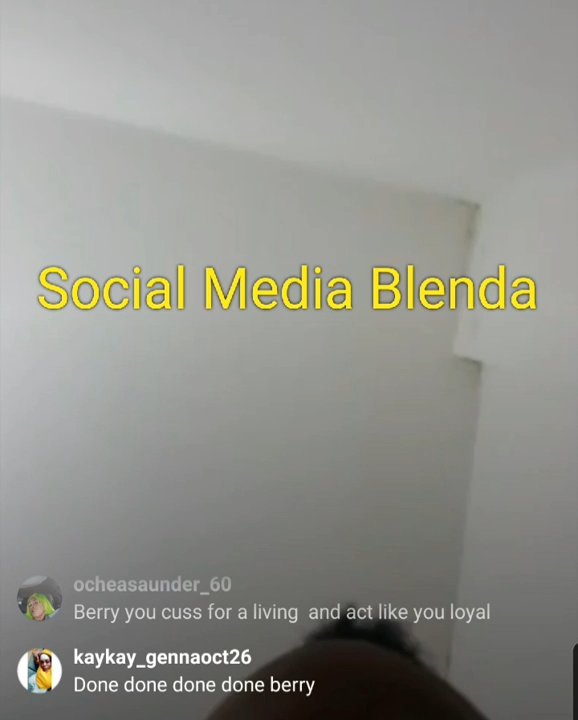 Social Media Blenda
ocheasaunder_60
Berry you cuss for a living and act like you loyal
kaykay_gennaoct26
Done done done done berry